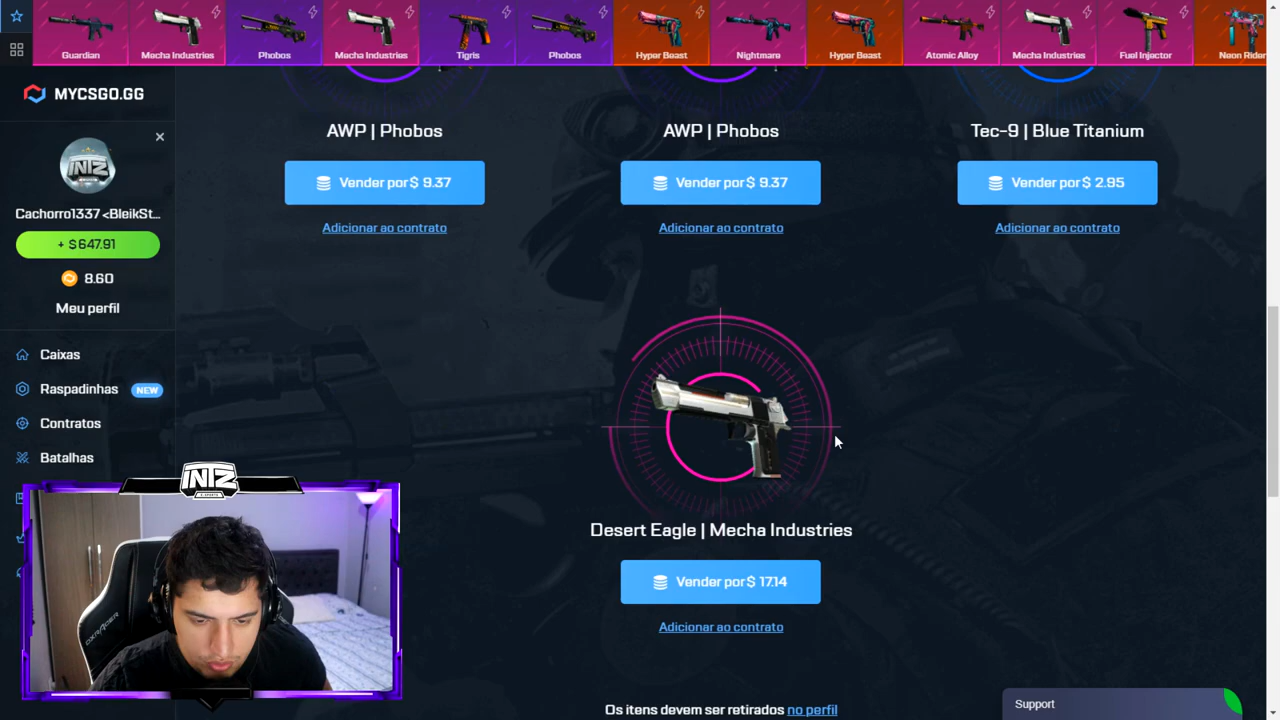 Guardian
Mecha Industries
Phobos
Mecha Industries
Tigris
Phobos
Hyper Beast
Nightmare
Hyper Beast
Atomic Alloy
Mecha Industries
Fuel Injector
Neon Rider
MYCSGO.GG
Cachorro1337 <BleikSt...
+ $ 647.91
8.60
Meu perfil
Caixas
Raspadinhas NEW
Contratos
Batalhas
AWP | Phobos
Vender por $ 9.37
Adicionar ao contrato
AWP | Phobos
Vender por $ 9.37
Adicionar ao contrato
Tec-9 | Blue Titanium
Vender por $ 2.95
Adicionar ao contrato
Desert Eagle | Mecha Industries
Vender por $ 17.14
Adicionar ao contrato
Os itens devem ser retirados no perfil
INTZ
DXRACER
Support